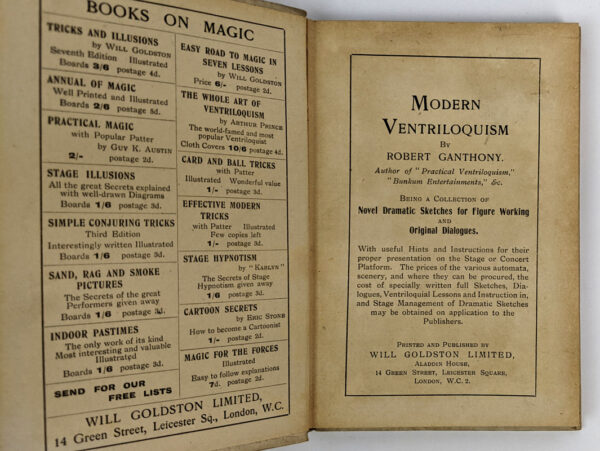 BOOKS ON MAGIC
TRICKS AND ILLUSIONS
by WILL GOLDSTON
Seventh Edition Illustrated
Boards 3/6 postage 4d.
ANNUAL OF MAGIC
Well Printed and Illustrated
Boards 2/6 postage 5d.
PRACTICAL MAGIC
with Popular Patter
by GUY K. AUSTIN
2/- postage 2d.
STAGE ILLUSIONS
All the great Secrets explained
with well-drawn Diagrams
Boards 1/6 postage 3d.
SIMPLE CONJURING TRICKS
Third Edition
Interestingly written Illustrated
Boards 1/6 postage 3d.
SAND, RAG AND SMOKE
PICTURES
The Secrets of the great
Performers given away
Boards 1/6 postage 3d.
INDOOR PASTIMES
The only work of its kind
Most interesting and valuable
Illustrated
Boards 1/6 postage 3d.
SEND FOR OUR
FREE LISTS
EASY ROAD TO MAGIC IN
SEVEN LESSONS
by WILL GOLDSTON
Price 6/- postage 2d.
THE WHOLE ART OF
VENTRILOQUISM
by ARTHUR PRINCE
The world-famed and most
popular Ventriloquist
Cloth Covers 10/6 postage 4d.
CARD AND BALL TRICKS
with Patter
Illustrated Wonderful value
1/- postage 3d.
EFFECTIVE MODERN
TRICKS
with Patter Illustrated
Few copies left
1/- postage 3d.
STAGE HYPNOTISM
by "KARLYN"
The Secrets of Stage
Hypnotism given away
1/6 postage 3d.
CARTOON SECRETS
by ERIC STONE
How to become a Cartoonist
1/- postage 2d.
MAGIC FOR THE FORCES
Illustrated
Easy to follow explanations
7d. postage 2d.
WILL GOLDSTON LIMITED,
14 Green Street, Leicester Sq., London, W.C.
MODERN
VENTRILOQUISM
BY
ROBERT GANTHONY.
Author of "Practical Ventriloquism,"
"Bunkum Entertainments," &c.
BEING A COLLECTION OF
Novel Dramatic Sketches for Figure Working
AND
Original Dialogues.
With useful Hints and Instructions for their
proper presentation on the Stage or Concert
Platform. The prices of the various automata,
scenery, and where they can be procured, the
cost of specially written full Sketches, Dia-
logues, Ventriloquial Lessons and Instruction in,
and Stage Management of Dramatic Sketches
may be obtained on application to the
Publishers.
PRINTED AND PUBLISHED BY
WILL GOLDSTON LIMITED,
ALADDIN HOUSE,
14 GREEN STREET, LEICESTER SQUARE,
LONDON, W.C. 2.